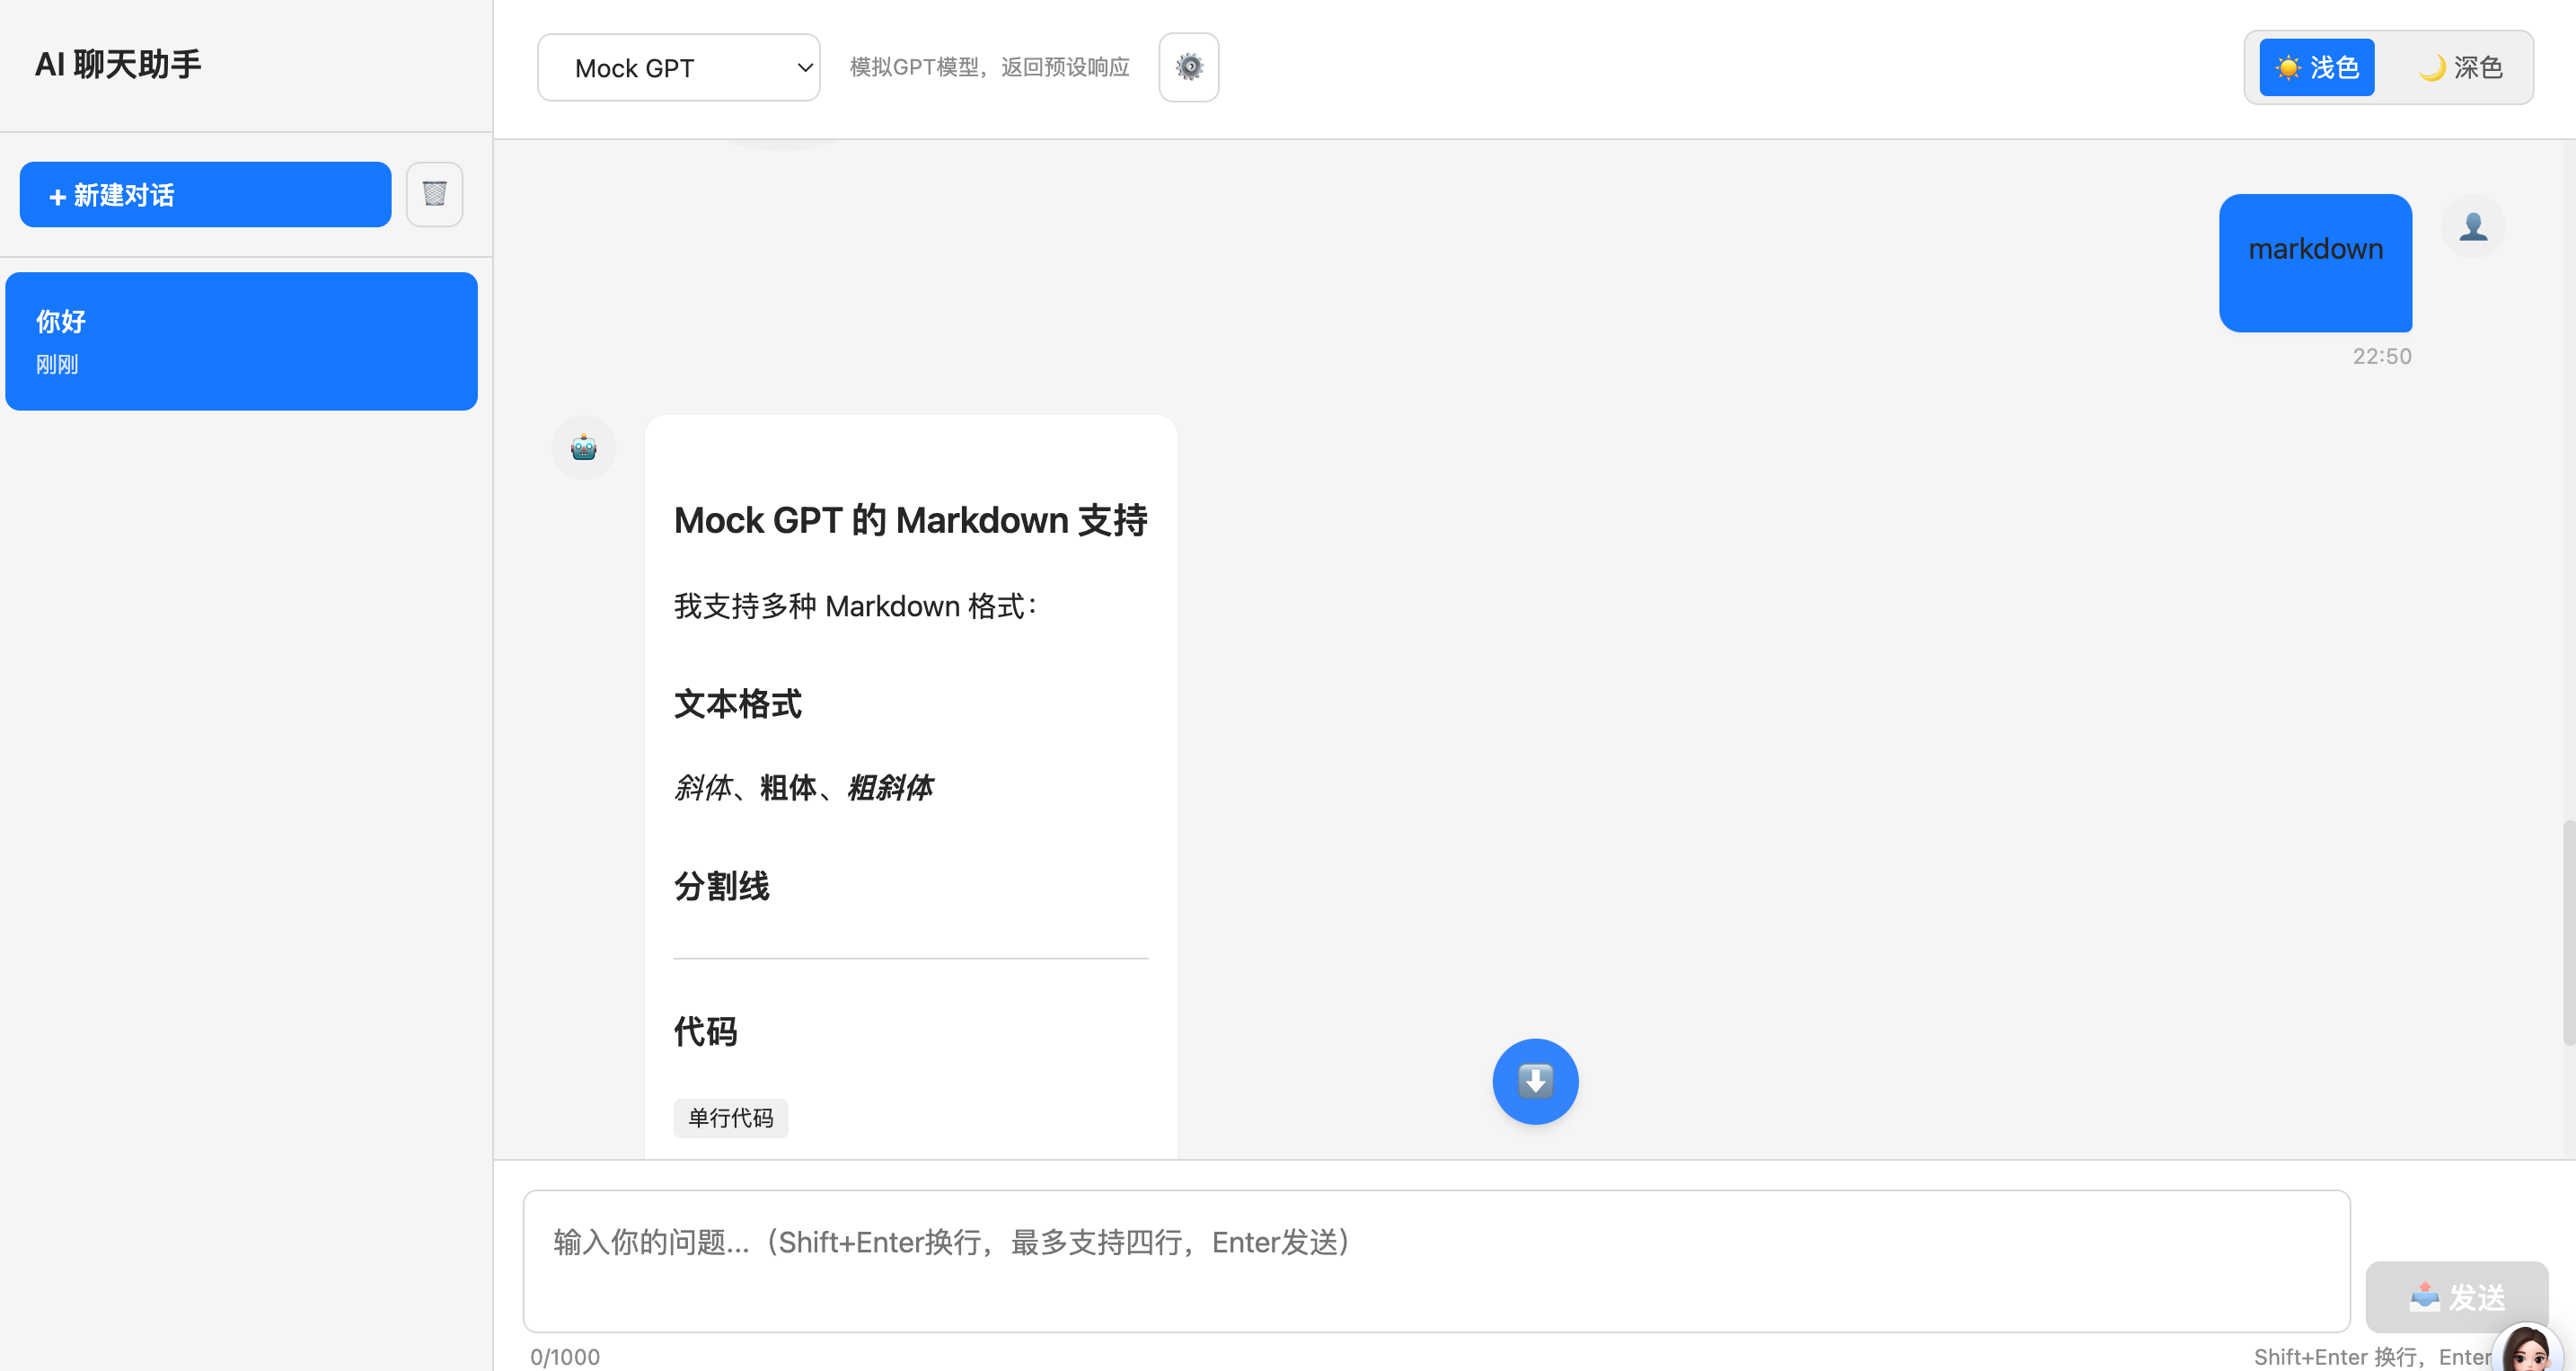 AI 聊天助手
Mock GPT
模拟GPT模型，返回预设响应
浅色
深色
+ 新建对话
你好
刚刚
markdown
22:50
Mock GPT 的 Markdown 支持
我支持多种 Markdown 格式：
文本格式
斜体、粗体、粗斜体
分割线
代码
单行代码
输入你的问题...（Shift+Enter换行，最多支持四行，Enter发送）
发送
0/1000
Shift+Enter 换行，Enter